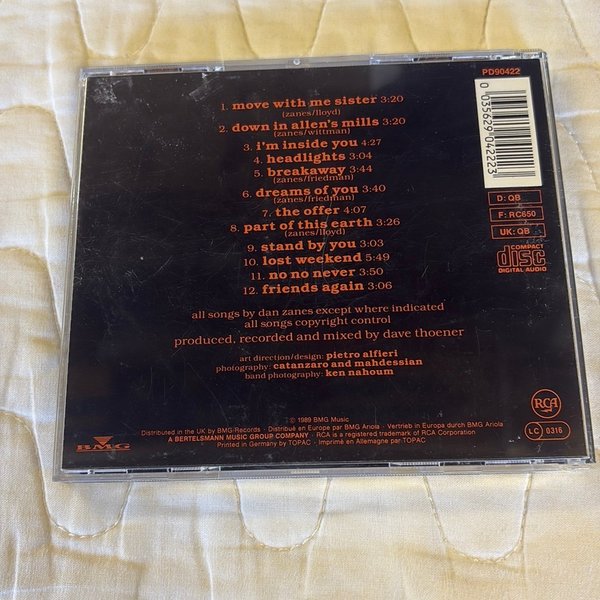 PD90422
1. move with me sister 3:20
(zanes/lloyd)
2. down in allen's mills 3:20
(zanes/wittman)
3. i'm inside you 4:27
4. headlights 3:04
5. breakaway 3:44
(zanes/friedman)
6. dreams of you 3:40
(zanes/friedman)
7. the offer 4:07
8. part of this earth 3:26
(zanes/lloyd)
9. stand by you 3:03
10. lost weekend 5:49
11. no no never 3:50
12. friends again 3:06
all songs by dan zanes except where indicated
all songs copyright control
produced, recorded and mixed by dave thoener
art direction/design: pietro alfieri
photography: catanzaro and mahdessian
band photography: ken nahoum
0 035629 042223
D: QB
F: RC650
UK: QB
COMPACT
disc
DIGITAL AUDIO
RCA
LC 0316
BMG
© 1989 BMG Music
Distributed in the UK by BMG Records · Distribué en Europe par BMG Ariola · Vertrieb in Europa durch BMG Ariola
A BERTELSMANN MUSIC GROUP COMPANY · RCA is a registered trademark of RCA Corporation
Printed in Germany by TOPAC · Imprimé en Allemagne par TOPAC